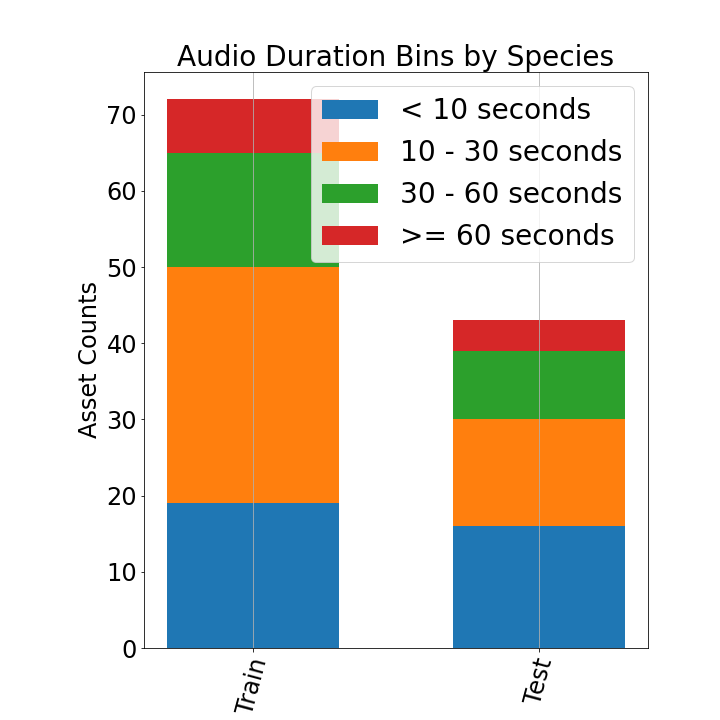 Audio Duration Bins by Species
< 10 seconds
10 - 30 seconds
30 - 60 seconds
>= 60 seconds
Asset Counts
70
60
50
40
30
20
10
0
Train
Test